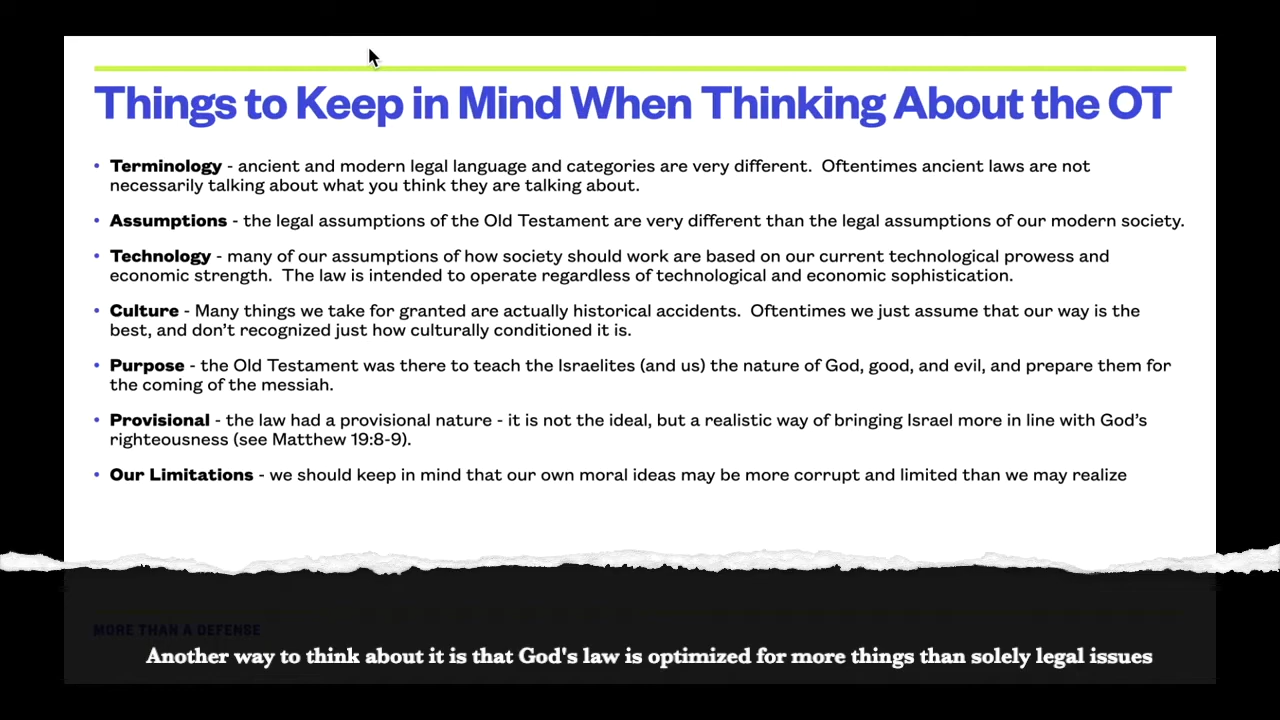 Things to Keep in Mind When Thinking About the OT
• Terminology - ancient and modern legal language and categories are very different.  Oftentimes ancient laws are not
necessarily talking about what you think they are talking about.
• Assumptions - the legal assumptions of the Old Testament are very different than the legal assumptions of our modern society.
• Technology - many of our assumptions of how society should work are based on our current technological prowess and
economic strength.  The law is intended to operate regardless of technological and economic sophistication.
• Culture - Many things we take for granted are actually historical accidents.  Oftentimes we just assume that our way is the
best, and don’t recognized just how culturally conditioned it is.
• Purpose - the Old Testament was there to teach the Israelites (and us) the nature of God, good, and evil, and prepare them for
the coming of the messiah.
• Provisional - the law had a provisional nature - it is not the ideal, but a realistic way of bringing Israel more in line with God’s
righteousness (see Matthew 19:8-9).
• Our Limitations - we should keep in mind that our own moral ideas may be more corrupt and limited than we may realize
MORE THAN A DEFENSE
Another way to think about it is that God's law is optimized for more things than solely legal issues